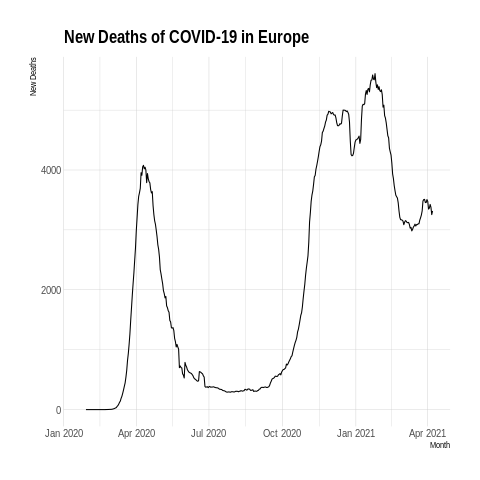 New Deaths of COVID-19 in Europe
New Deaths
4000
2000
0
Jan 2020 Apr 2020 Jul 2020 Oct 2020 Jan 2021 Apr 2021
Month